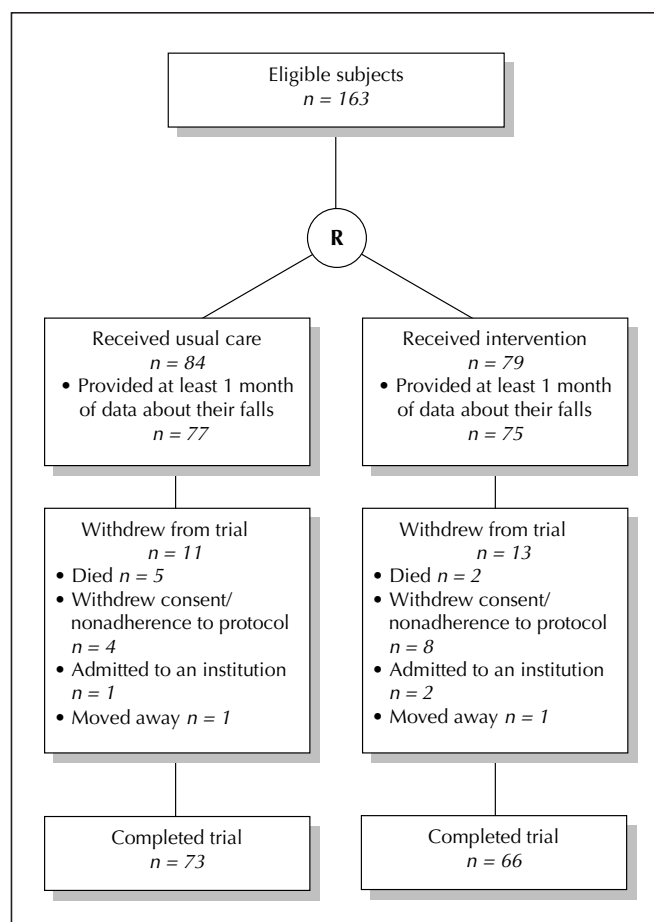 Eligible subjects
n = 163
R
Received usual care
n = 84
• Provided at least 1 month
of data about their falls
n = 77
Received intervention
n = 79
• Provided at least 1 month
of data about their falls
n = 75
Withdrew from trial
n = 11
• Died n = 5
• Withdrew consent/
nonadherence to protocol
n = 4
• Admitted to an institution
n = 1
• Moved away n = 1
Withdrew from trial
n = 13
• Died n = 2
• Withdrew consent/
nonadherence to protocol
n = 8
• Admitted to an institution
n = 2
• Moved away n = 1
Completed trial
n = 73
Completed trial
n = 66